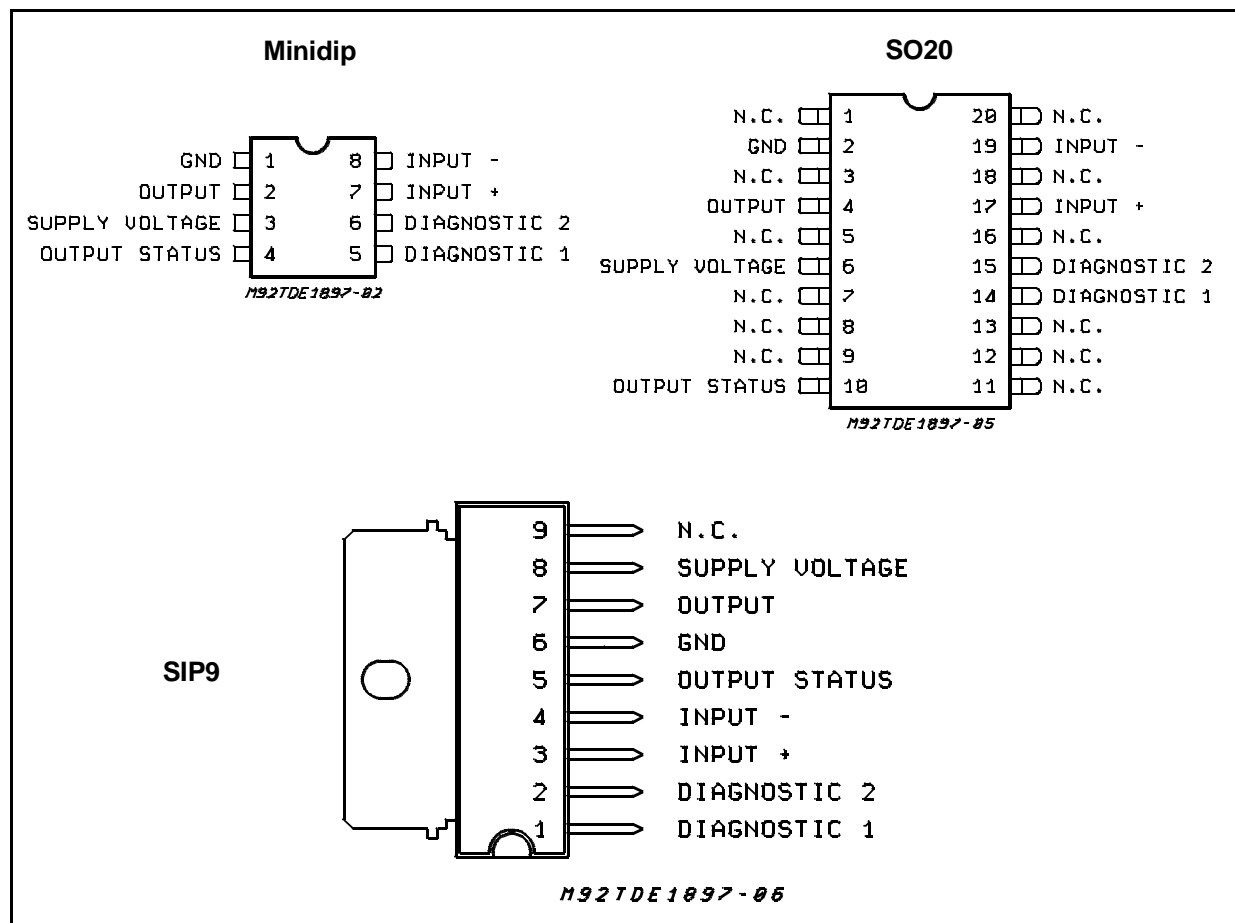 Minidip
GND 1 8 INPUT -
OUTPUT 2 7 INPUT +
SUPPLY VOLTAGE 3 6 DIAGNOSTIC 2
OUTPUT STATUS 4 5 DIAGNOSTIC 1
M92TDE1897-02
SO20
N.C. 1 20 N.C.
GND 2 19 INPUT -
N.C. 3 18 N.C.
OUTPUT 4 17 INPUT +
N.C. 5 16 N.C.
SUPPLY VOLTAGE 6 15 DIAGNOSTIC 2
N.C. 7 14 DIAGNOSTIC 1
N.C. 8 13 N.C.
N.C. 9 12 N.C.
OUTPUT STATUS 10 11 N.C.
M92TDE1897-05
SIP9
9 N.C.
8 SUPPLY VOLTAGE
7 OUTPUT
6 GND
5 OUTPUT STATUS
4 INPUT -
3 INPUT +
2 DIAGNOSTIC 2
1 DIAGNOSTIC 1
M92TDE1897-06